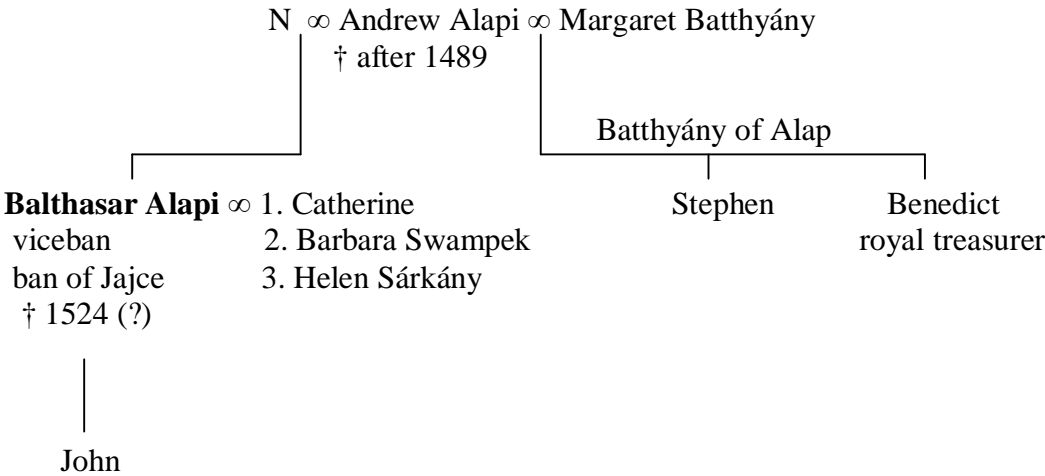 N ∞ Andrew Alapi ∞ Margaret Batthyány
† after 1489
Batthyány of Alap
Balthasar Alapi ∞ 1. Catherine
viceban 2. Barbara Swampek
ban of Jajce 3. Helen Sárkány
† 1524 (?)
Stephen Benedict
royal treasurer
John